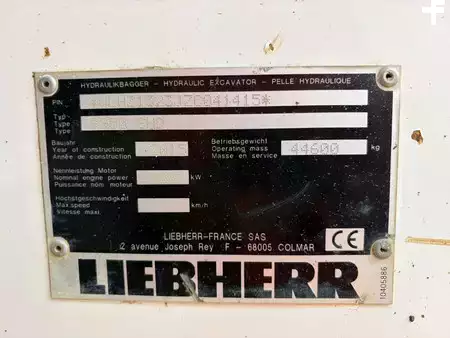 HYDRAULIKBAGGER - HYDRAULIC EXCAVATOR - PELLE HYDRAULIQUE
PIN
Typ
Type
Type
Baujahr
Year of construction
Année de construction
Betriebsgewicht
Operating mass 44600 kg
Masse en service
Nennleistung Motor
Nominal engine power kW
Puissance nominale moteur
Höchstgeschwindigkeit
Max.speed km/h
Vitesse maxi
LIEBHERR-FRANCE SAS
2 avenue Joseph Rey F - 68005 COLMAR
CE
LIEBHERR
10405886